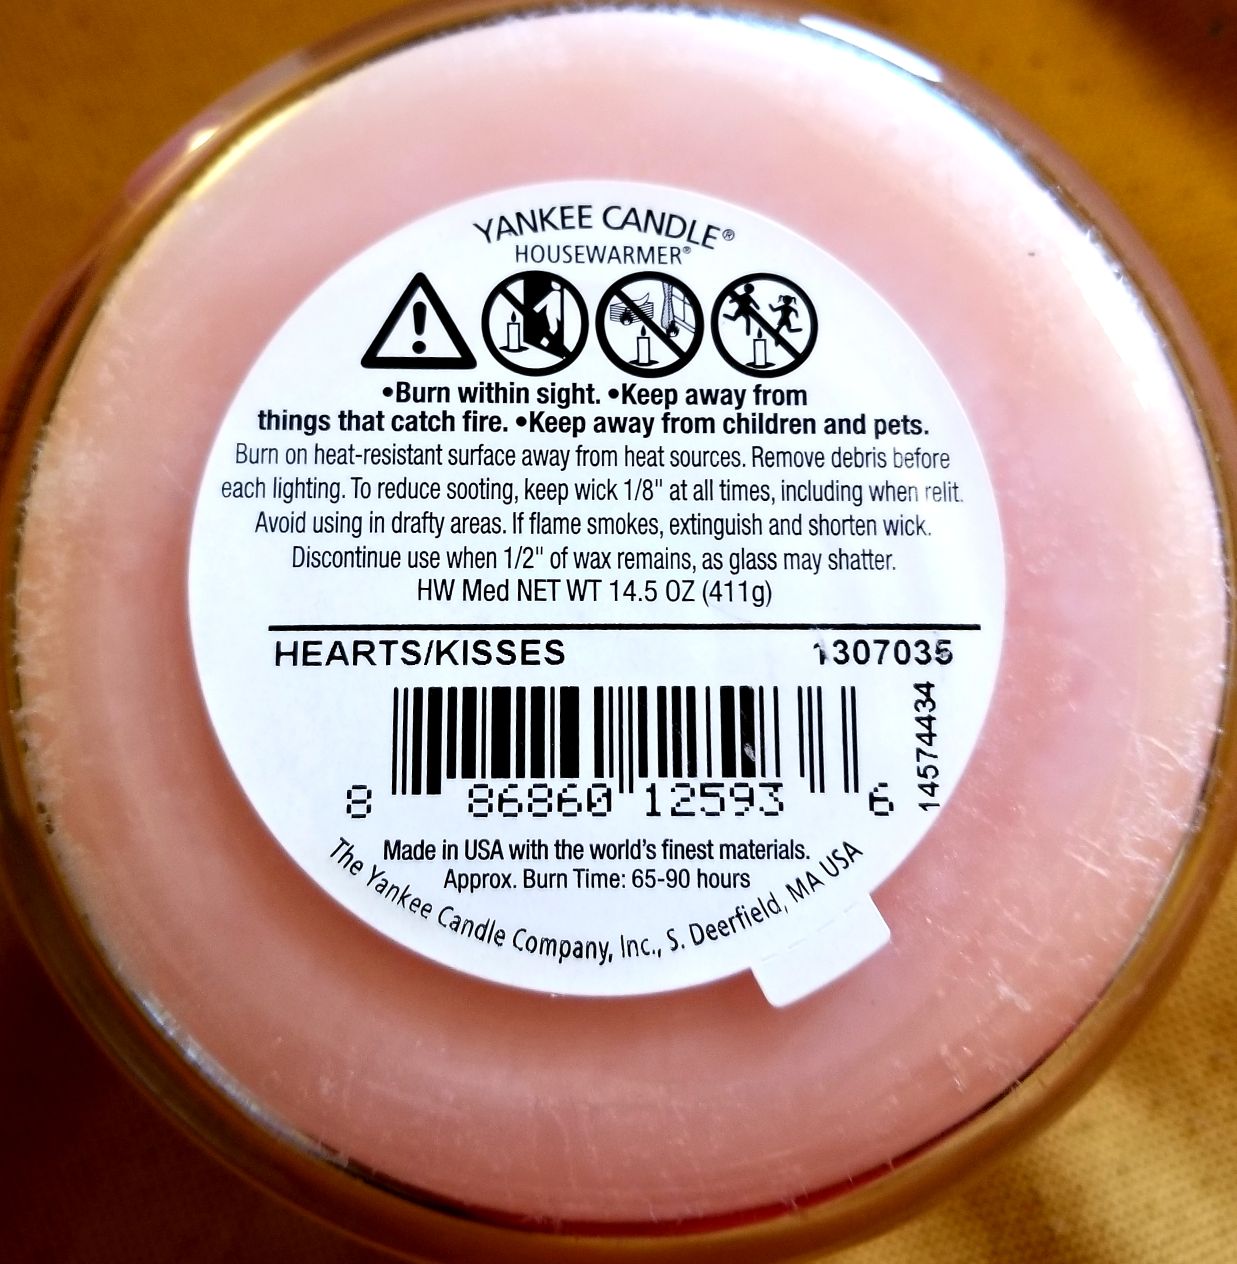 YANKEE CANDLE®
HOUSEWARMER®
•Burn within sight. •Keep away from
things that catch fire. •Keep away from children and pets.
Burn on heat-resistant surface away from heat sources. Remove debris before
each lighting. To reduce sooting, keep wick 1/8" at all times, including when relit.
Avoid using in drafty areas. If flame smokes, extinguish and shorten wick.
Discontinue use when 1/2" of wax remains, as glass may shatter.
HW Med NET WT 14.5 OZ (411g)
HEARTS/KISSES 1307035
14574434
8 86860 12593 6
Made in USA with the world's finest materials.
Approx. Burn Time: 65-90 hours
The Yankee Candle Company, Inc., S. Deerfield, MA USA